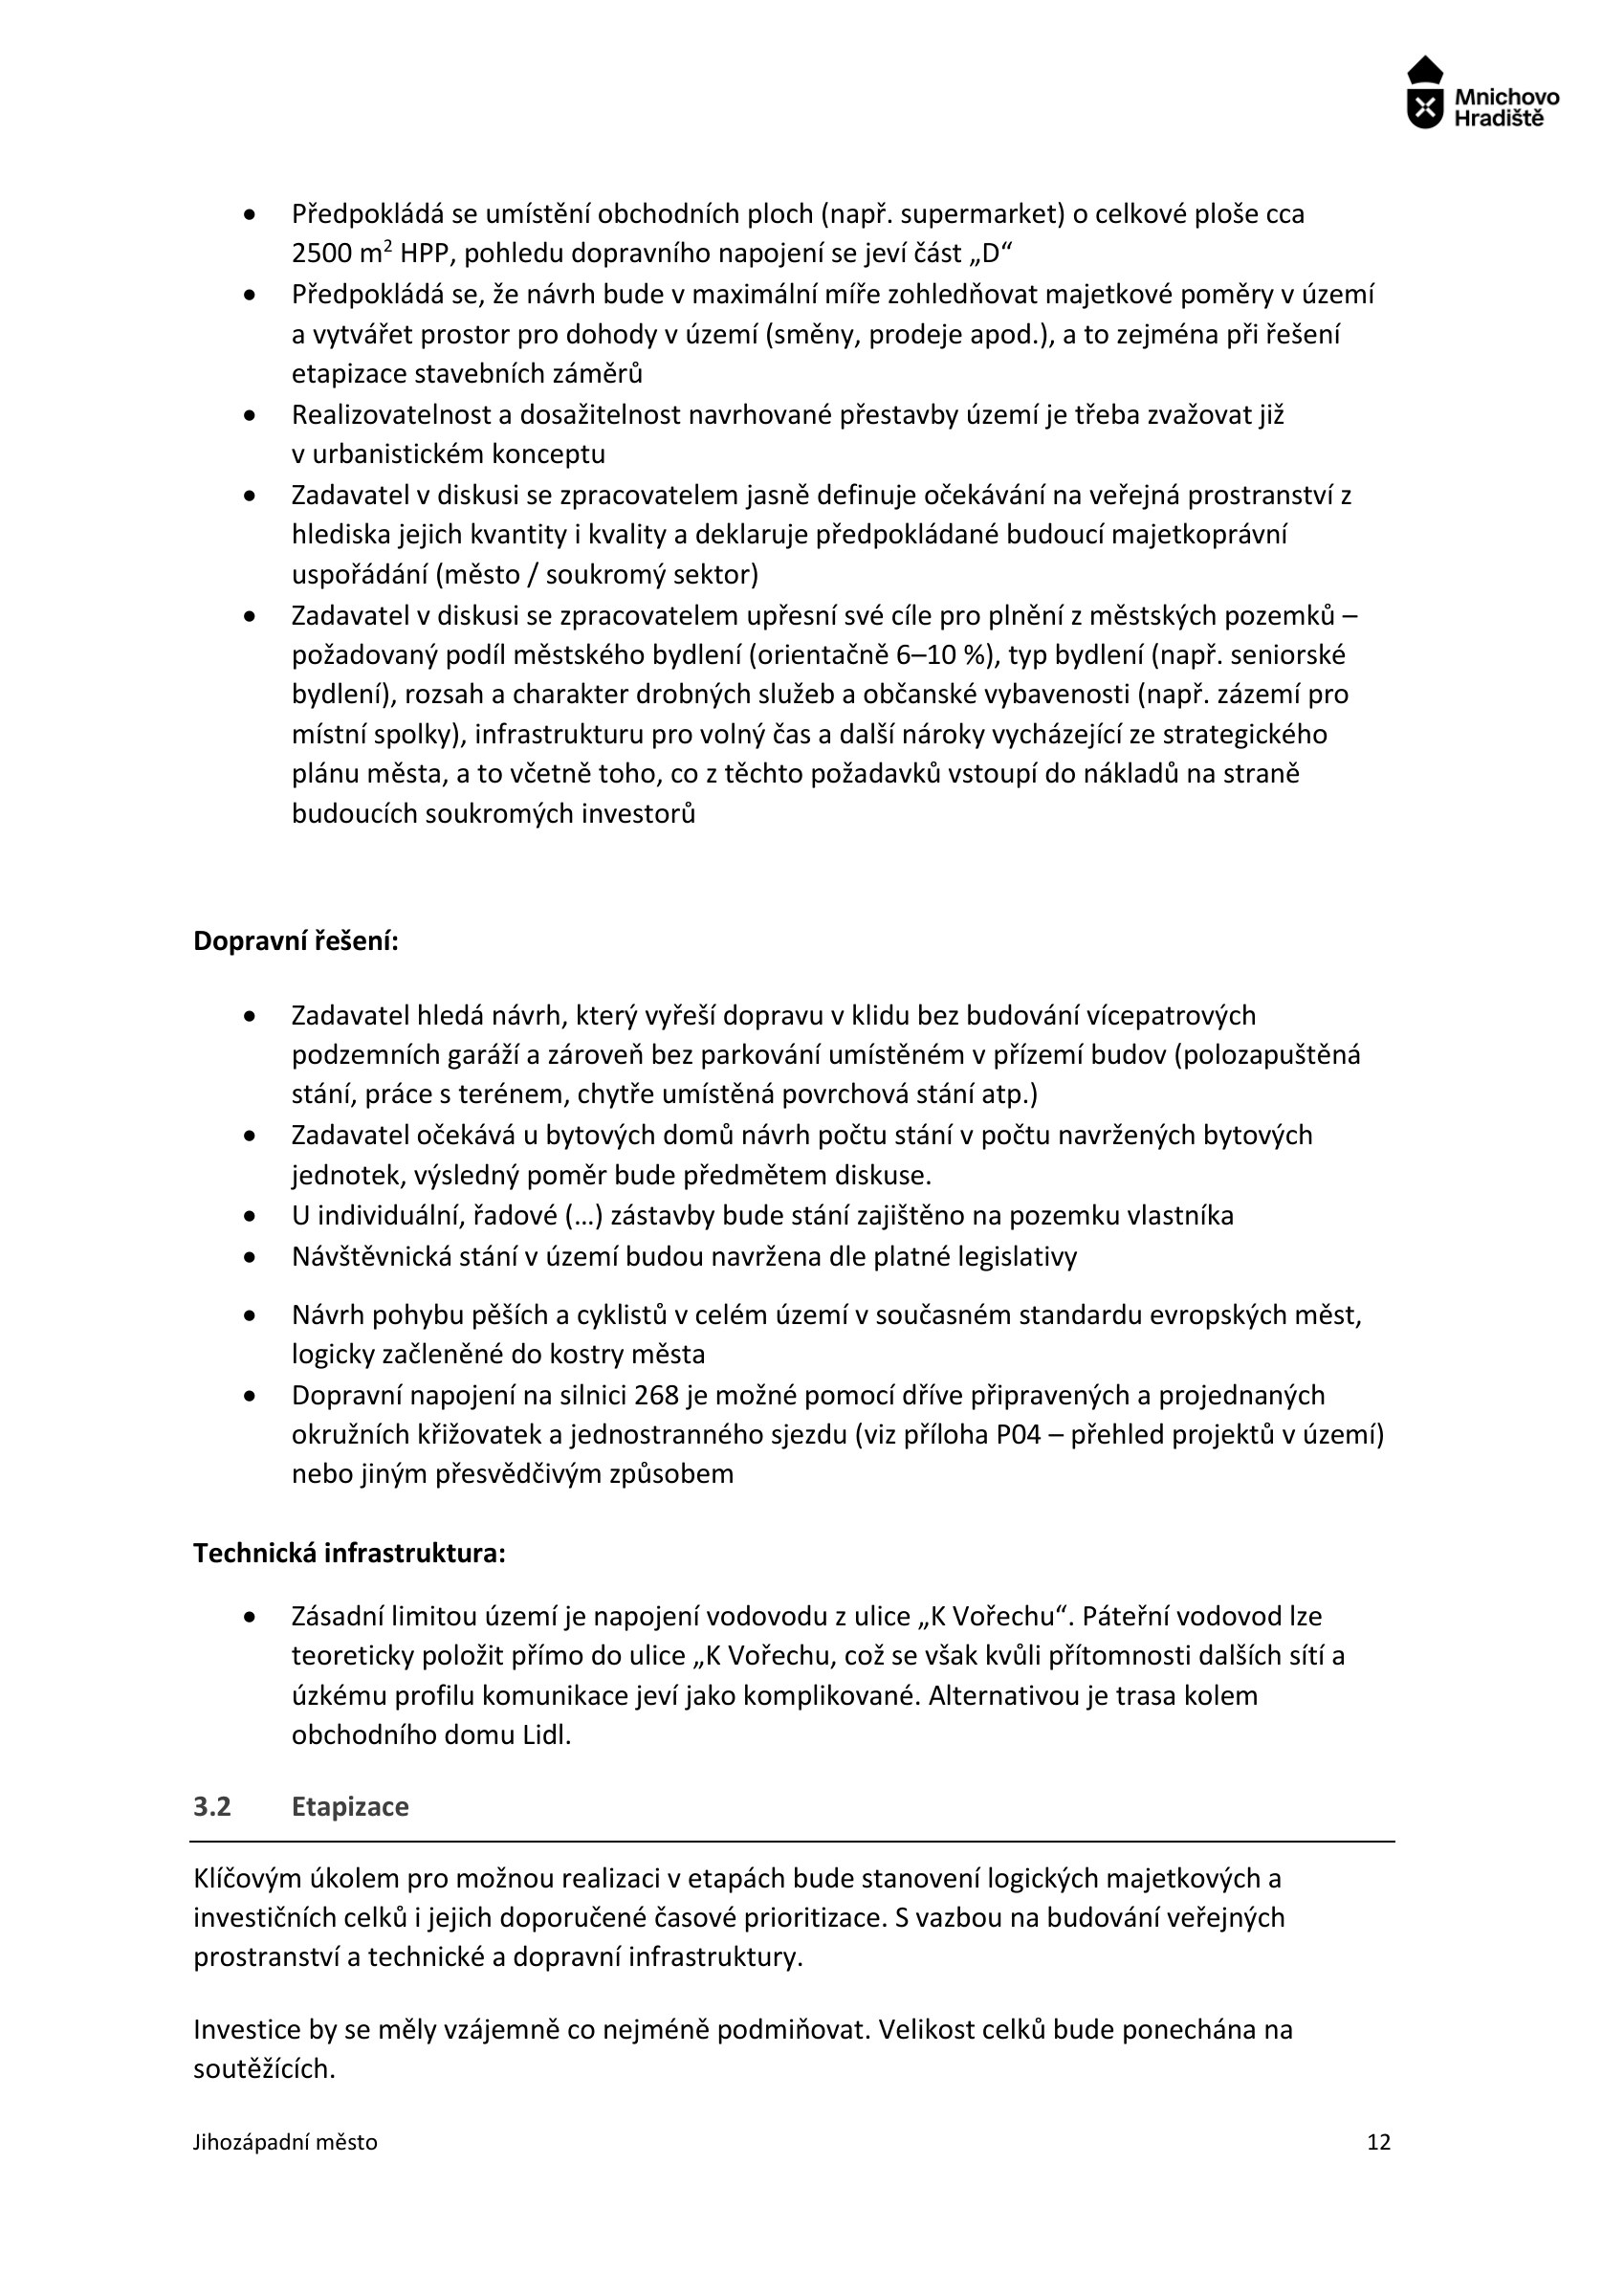 Mnichovo
Hradiště
• Předpokládá se umístění obchodních ploch (např. supermarket) o celkové ploše cca
2500 m² HPP, pohledu dopravního napojení se jeví část „D“
• Předpokládá se, že návrh bude v maximální míře zohledňovat majetkové poměry v území
a vytvářet prostor pro dohody v území (směny, prodeje apod.), a to zejména při řešení
etapizace stavebních záměrů
• Realizovatelnost a dosažitelnost navrhované přestavby území je třeba zvažovat již
v urbanistickém konceptu
• Zadavatel v diskusi se zpracovatelem jasně definuje očekávání na veřejná prostranství z
hlediska jejich kvantity i kvality a deklaruje předpokládané budoucí majetkoprávní
uspořádání (město / soukromý sektor)
• Zadavatel v diskusi se zpracovatelem upřesní své cíle pro plnění z městských pozemků –
požadovaný podíl městského bydlení (orientačně 6–10 %), typ bydlení (např. seniorské
bydlení), rozsah a charakter drobných služeb a občanské vybavenosti (např. zázemí pro
místní spolky), infrastrukturu pro volný čas a další nároky vycházející ze strategického
plánu města, a to včetně toho, co z těchto požadavků vstoupí do nákladů na straně
budoucích soukromých investorů
Dopravní řešení:
• Zadavatel hledá návrh, který vyřeší dopravu v klidu bez budování vícepatrových
podzemních garáží a zároveň bez parkování umístěném v přízemí budov (polozapuštěná
stání, práce s terénem, chytře umístěná povrchová stání atp.)
• Zadavatel očekává u bytových domů návrh počtu stání v počtu navržených bytových
jednotek, výsledný poměr bude předmětem diskuse.
• U individuální, řadové (…) zástavby bude stání zajištěno na pozemku vlastníka
• Návštěvnická stání v území budou navržena dle platné legislativy
• Návrh pohybu pěších a cyklistů v celém území v současném standardu evropských měst,
logicky začleněné do kostry města
• Dopravní napojení na silnici 268 je možné pomocí dříve připravených a projednaných
okružních křižovatek a jednostranného sjezdu (viz příloha P04 – přehled projektů v území)
nebo jiným přesvědčivým způsobem
Technická infrastruktura:
• Zásadní limitou území je napojení vodovodu z ulice „K Vořechu“. Páteřní vodovod lze
teoreticky položit přímo do ulice „K Vořechu, což se však kvůli přítomnosti dalších sítí a
úzkému profilu komunikace jeví jako komplikované. Alternativou je trasa kolem
obchodního domu Lidl.
3.2 Etapizace
Klíčovým úkolem pro možnou realizaci v etapách bude stanovení logických majetkových a
investičních celků i jejich doporučené časové prioritizace. S vazbou na budování veřejných
prostranství a technické a dopravní infrastruktury.
Investice by se měly vzájemně co nejméně podmiňovat. Velikost celků bude ponechána na
soutěžících.
Jihozápadní město 12